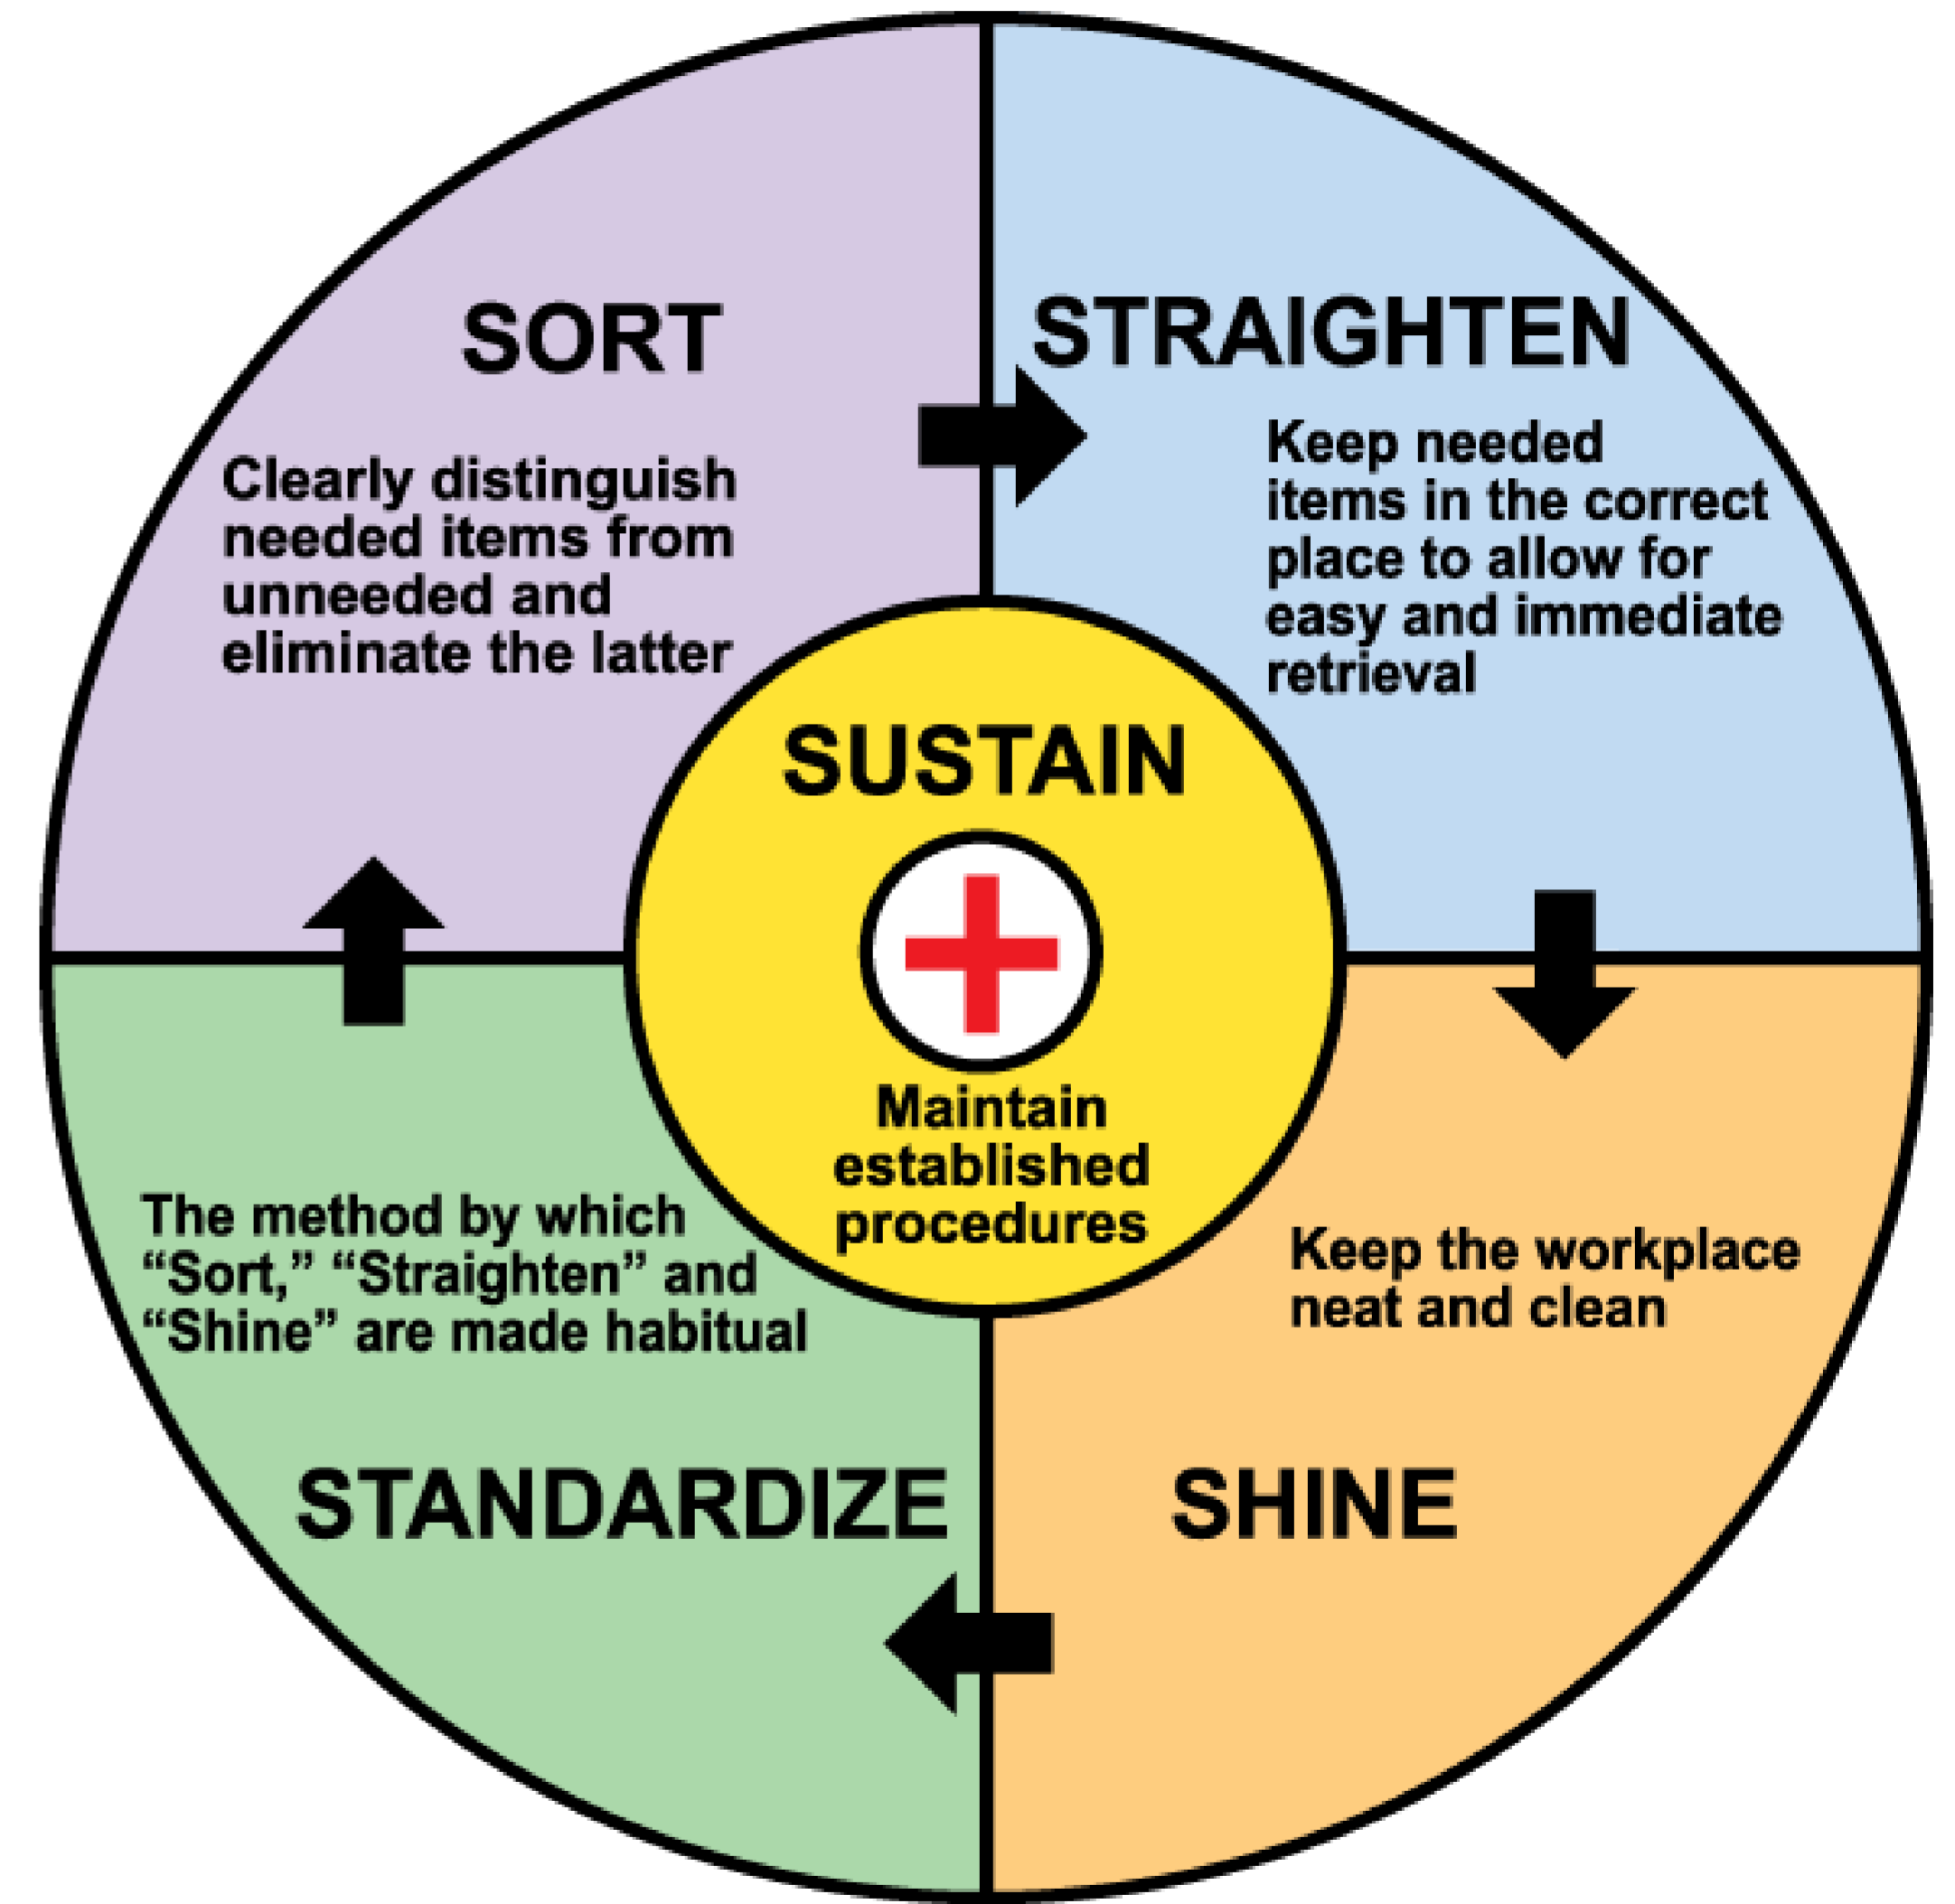 SORT
Clearly distinguish
needed items from
unneeded and
eliminate the latter
STRAIGHTEN
Keep needed
items in the correct
place to allow for
easy and immediate
retrieval
SUSTAIN
Maintain
established
procedures
Keep the workplace
neat and clean
SHINE
The method by which
“Sort,” “Straighten” and
“Shine” are made habitual
STANDARDIZE